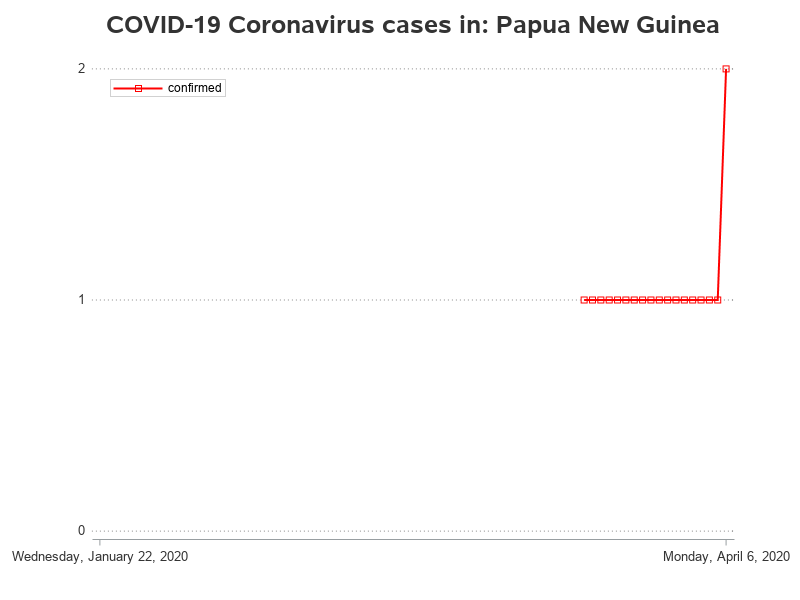 COVID-19 Coronavirus cases in: Papua New Guinea
2
confirmed
1
0
Wednesday, January 22, 2020
Monday, April 6, 2020